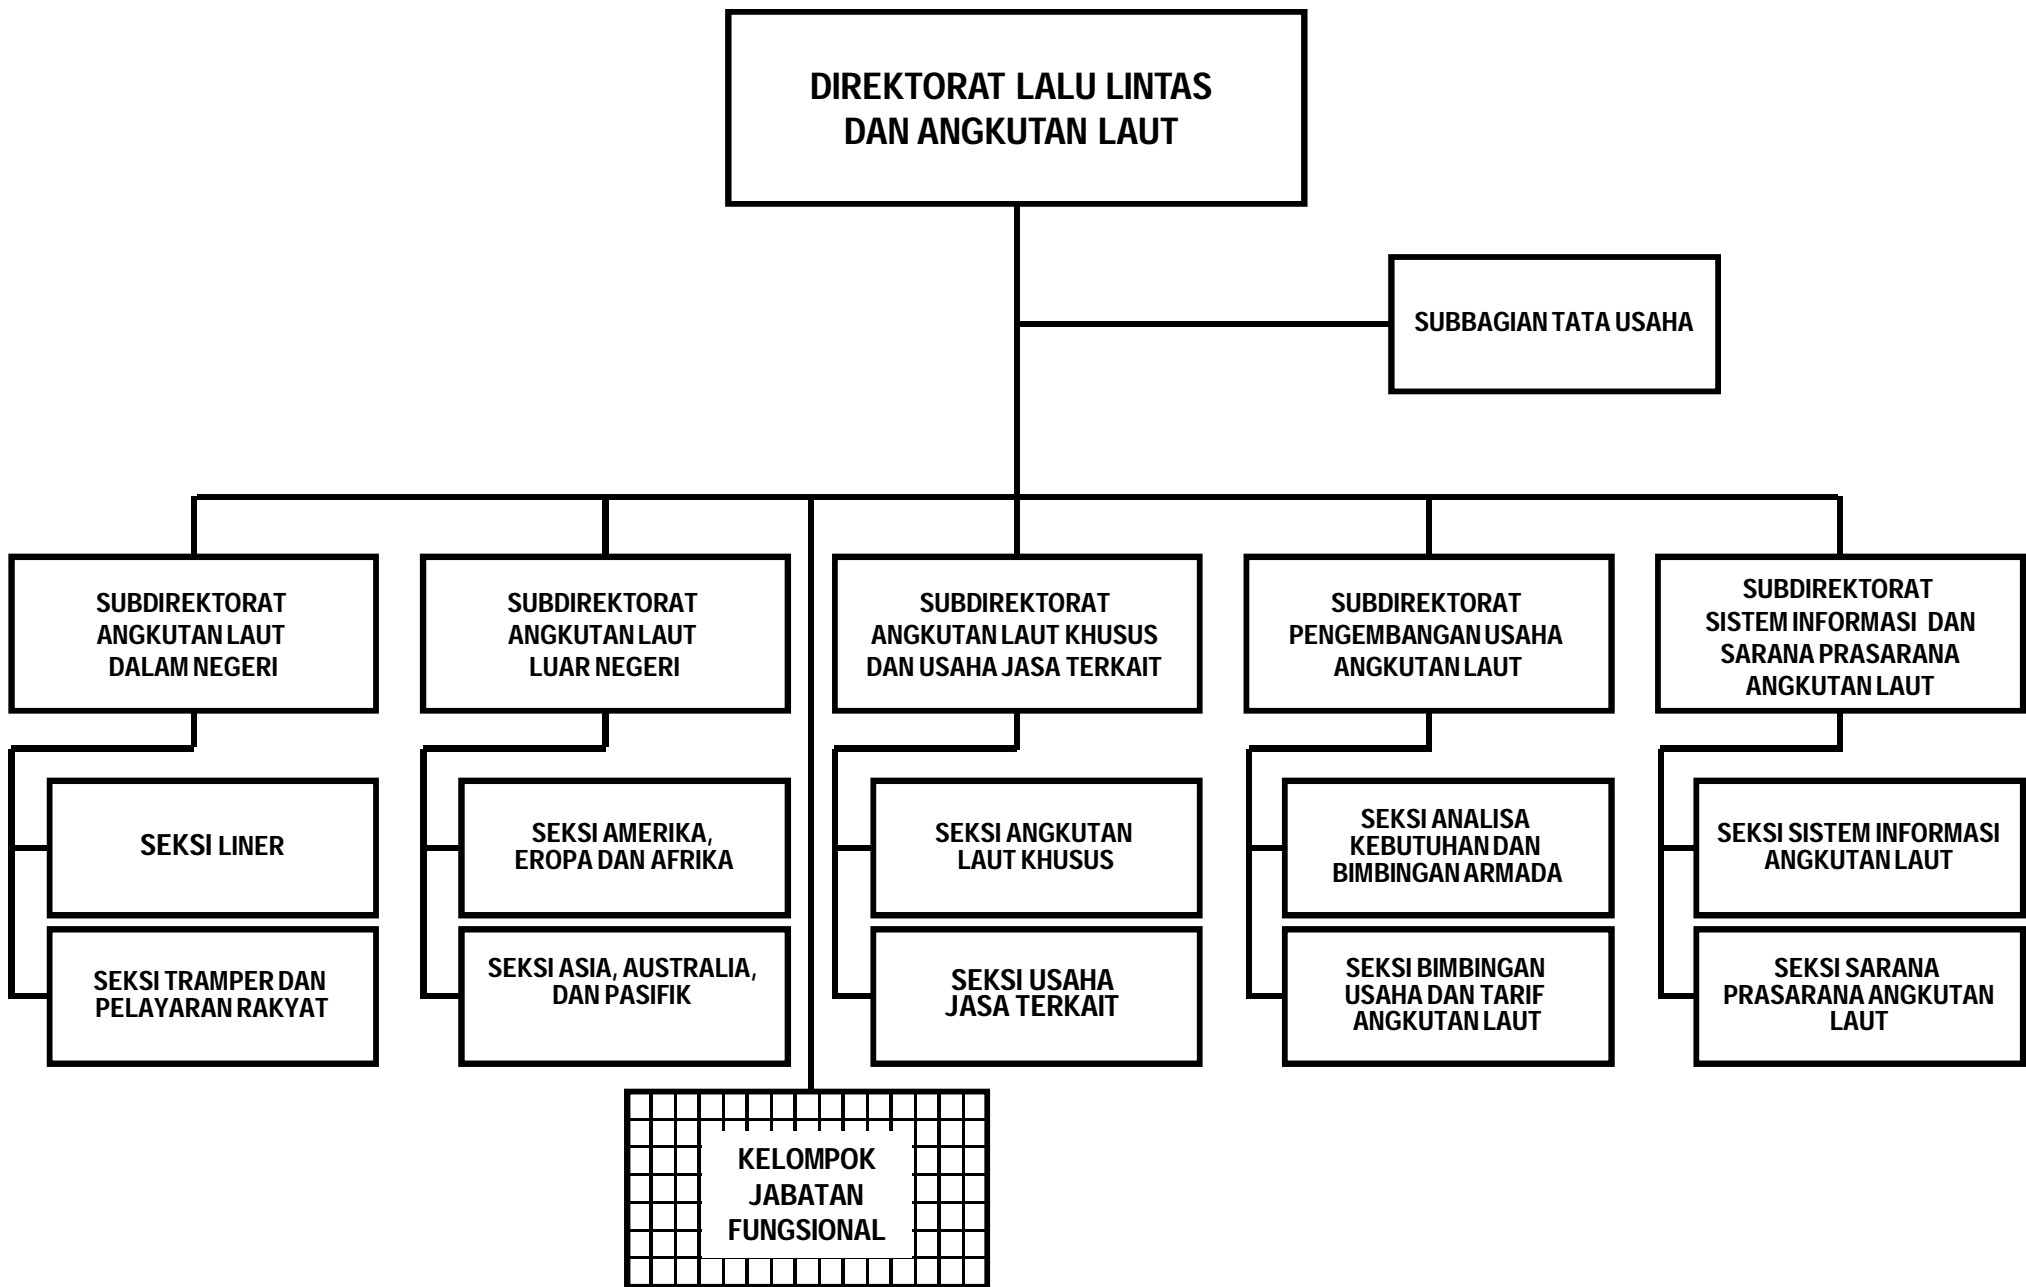 DIREKTORAT LALU LINTAS
DAN ANGKUTAN LAUT
SUBBAGIAN TATA USAHA
SUBDIREKTORAT
ANGKUTAN LAUT
DALAM NEGERI
SUBDIREKTORAT
ANGKUTAN LAUT
LUAR NEGERI
SUBDIREKTORAT
ANGKUTAN LAUT KHUSUS
DAN USAHA JASA TERKAIT
SUBDIREKTORAT
PENGEMBANGAN USAHA
ANGKUTAN LAUT
SUBDIREKTORAT
SISTEM INFORMASI DAN
SARANA PRASARANA
ANGKUTAN LAUT
SEKSI LINER
SEKSI AMERIKA,
EROPA DAN AFRIKA
SEKSI ANGKUTAN
LAUT KHUSUS
SEKSI ANALISA
KEBUTUHAN DAN
BIMBINGAN ARMADA
SEKSI SISTEM INFORMASI
ANGKUTAN LAUT
SEKSI TRAMPER DAN
PELAYARAN RAKYAT
SEKSI ASIA, AUSTRALIA,
DAN PASIFIK
SEKSI USAHA
JASA TERKAIT
SEKSI BIMBINGAN
USAHA DAN TARIF
ANGKUTAN LAUT
SEKSI SARANA
PRASARANA ANGKUTAN
LAUT
KELOMPOK
JABATAN
FUNGSIONAL